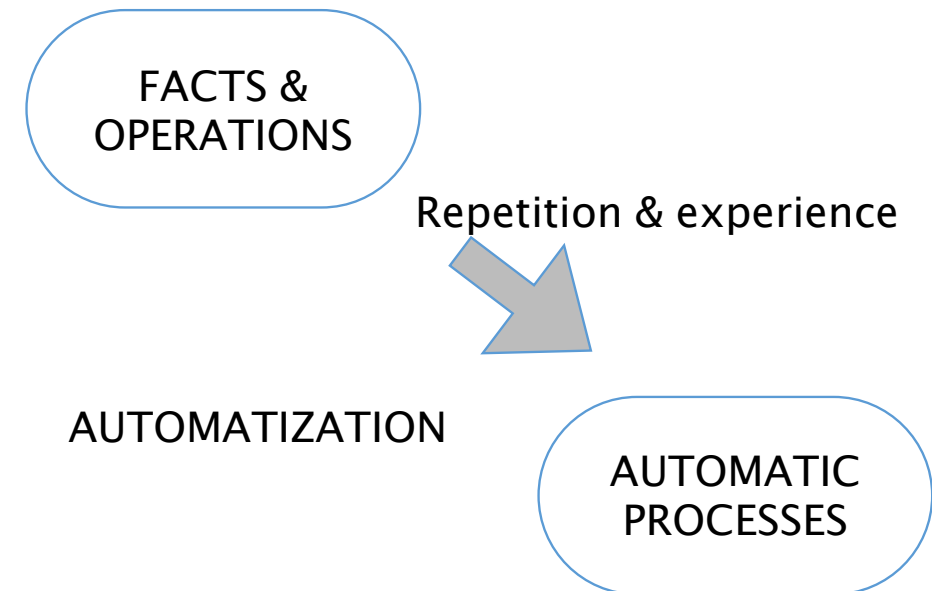 FACTS &
OPERATIONS
Repetition & experience
AUTOMATIZATION
AUTOMATIC
PROCESSES